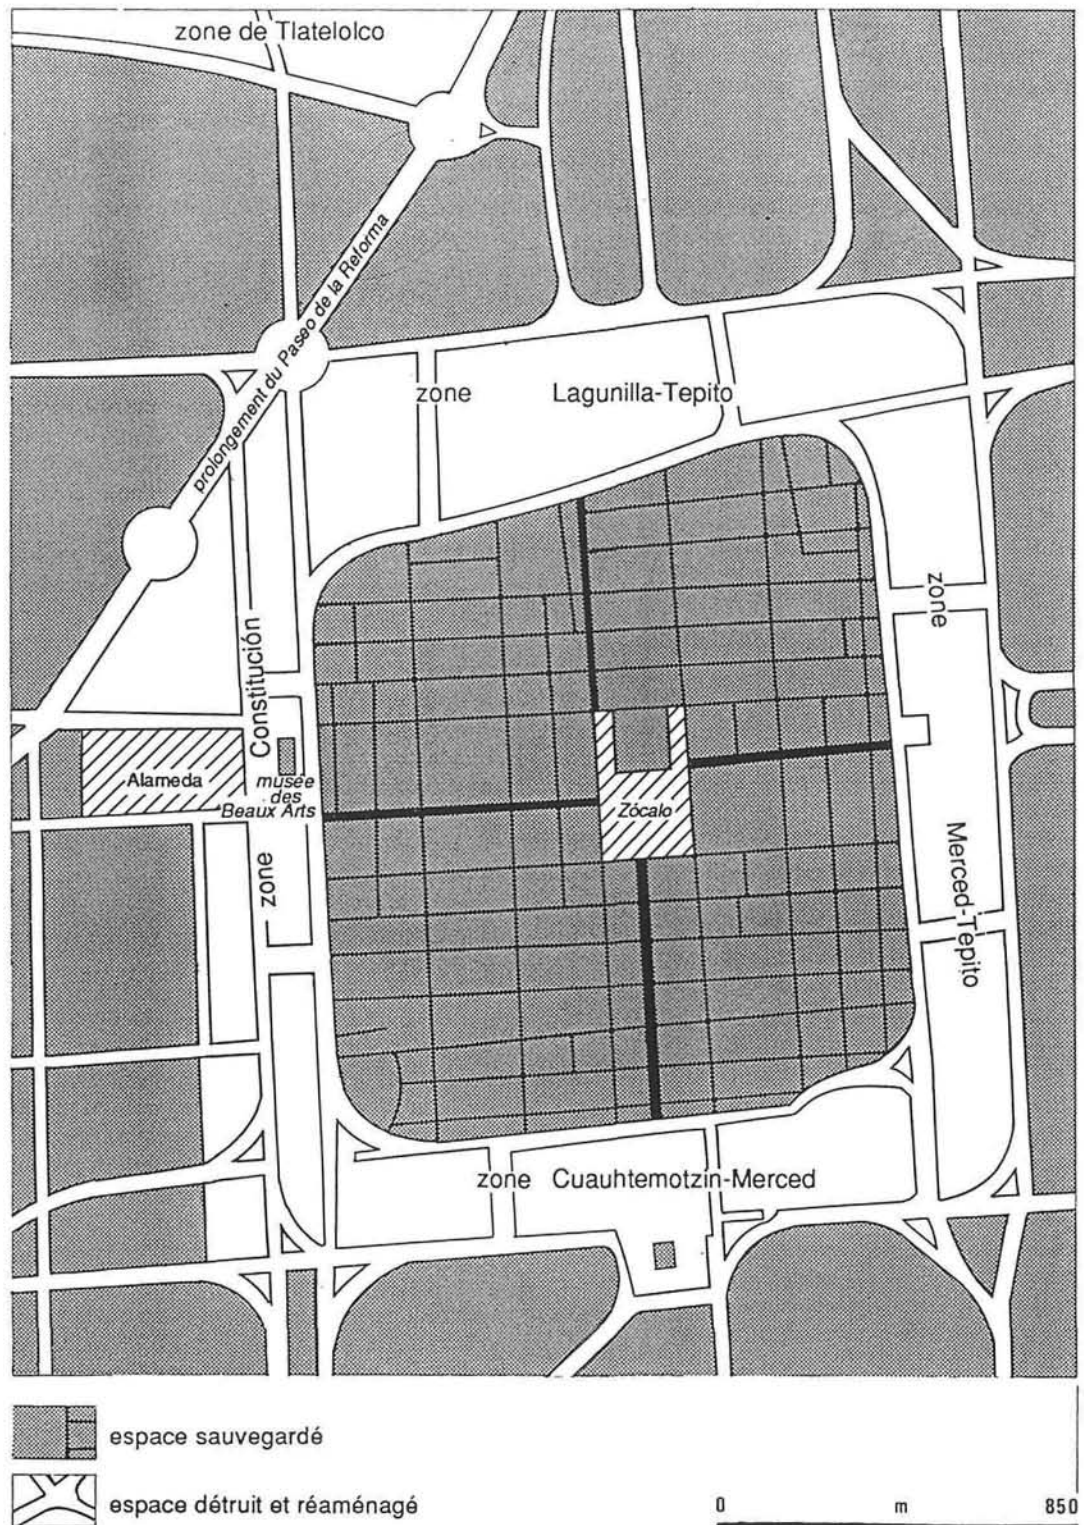 zone de Tlatelolco
prolongement du Paseo de la Reforma
zone Lagunilla-Tepito
zone
Merced-Tepito
Constitución
zone
Alameda
musée
des
Beaux Arts
Zócalo
zone Cuauhtemotzin-Merced
espace sauvegardé
espace détruit et réaménagé
0 m 850